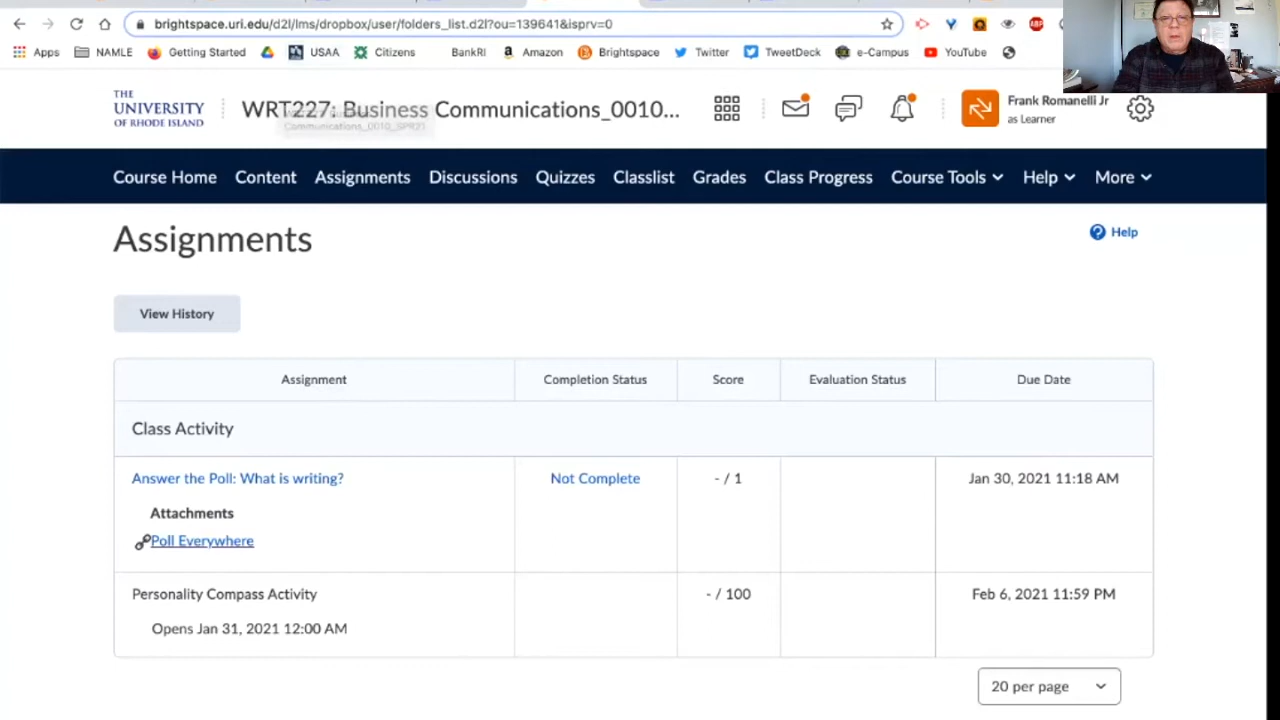 brightspace.uri.edu/d2l/lms/dropbox/user/folders_list.d2l?ou=139641&isprv=0
ABP
Apps NAMLE Getting Started USAA Citizens BankRI Amazon Brightspace Twitter TweetDeck e-Campus YouTube
THE
UNIVERSITY
OF RHODE ISLAND
WRT227: Business Communications_0010...
Communications_0010_SPR21
Frank Romanelli Jr
as Learner
Course Home Content Assignments Discussions Quizzes Classlist Grades Class Progress Course Tools Help More
Assignments
Help
View History
Assignment Completion Status Score Evaluation Status Due Date
Class Activity
Answer the Poll: What is writing? Not Complete - / 1 Jan 30, 2021 11:18 AM
Attachments
Poll Everywhere
Personality Compass Activity - / 100 Feb 6, 2021 11:59 PM
Opens Jan 31, 2021 12:00 AM
20 per page